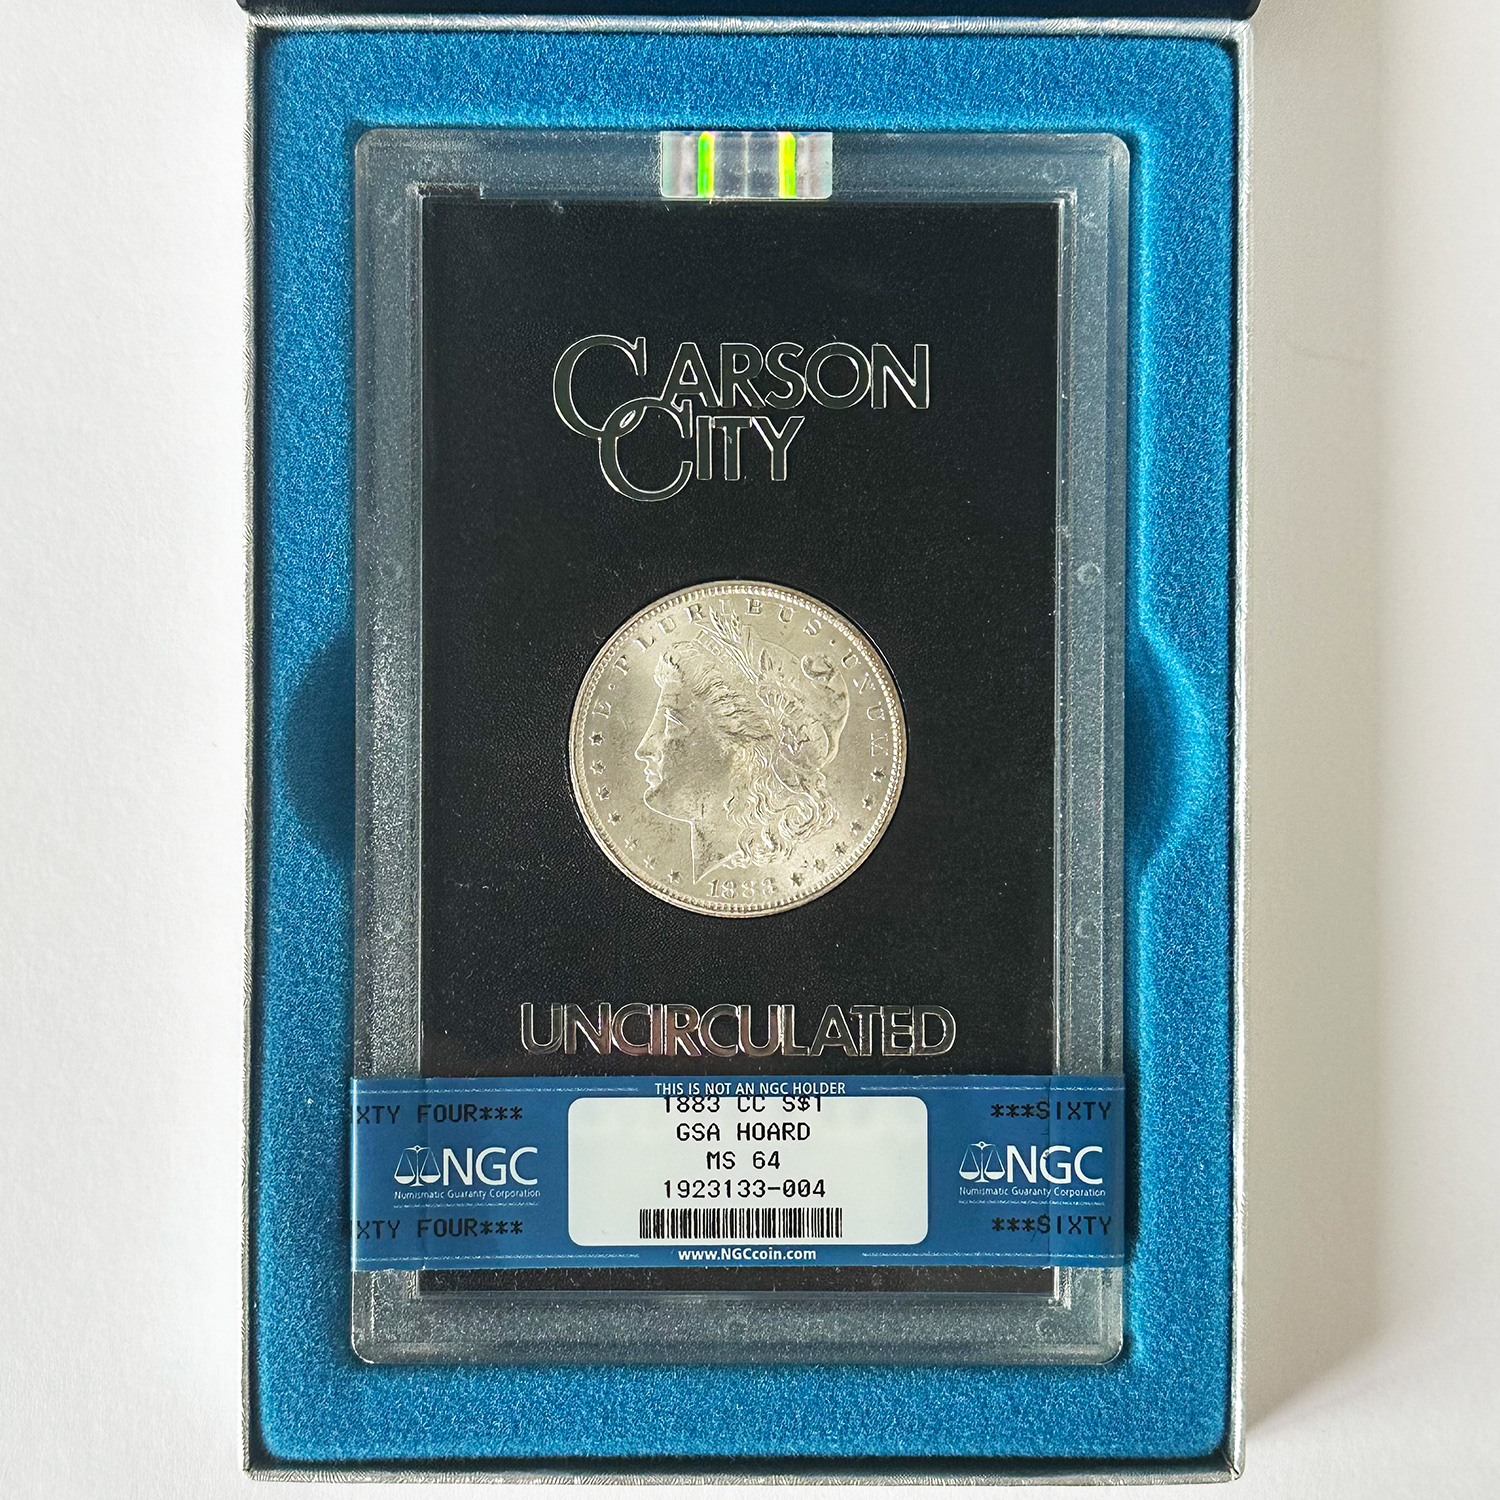 CARSON
CITY
E·PLURIBUS·UNUM
1883
UNCIRCULATED
THIS IS NOT AN NGC HOLDER
XTY FOUR***
1883 CC S$1
***SIXTY
GSA HOARD
NGC
Numismatic Guaranty Corporation
MS 64
NGC
Numismatic Guaranty Corporation
1923133-004
XTY FOUR***
***SIXTY
www.NGCcoin.com